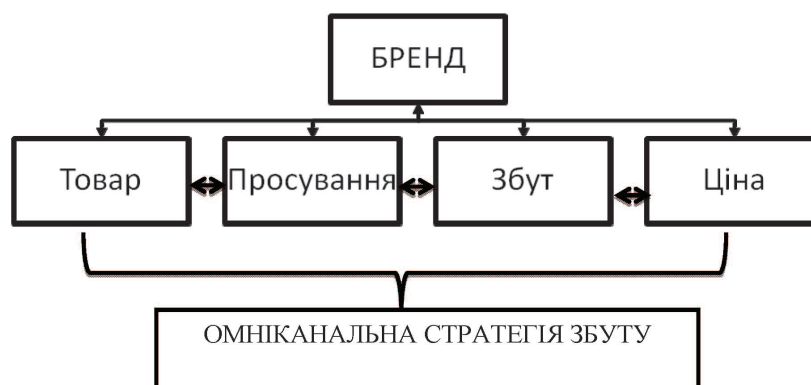 БРЕНД
Товар
Просування
Збут
Ціна
ОМНІКАНАЛЬНА СТРАТЕГІЯ ЗБУТУ